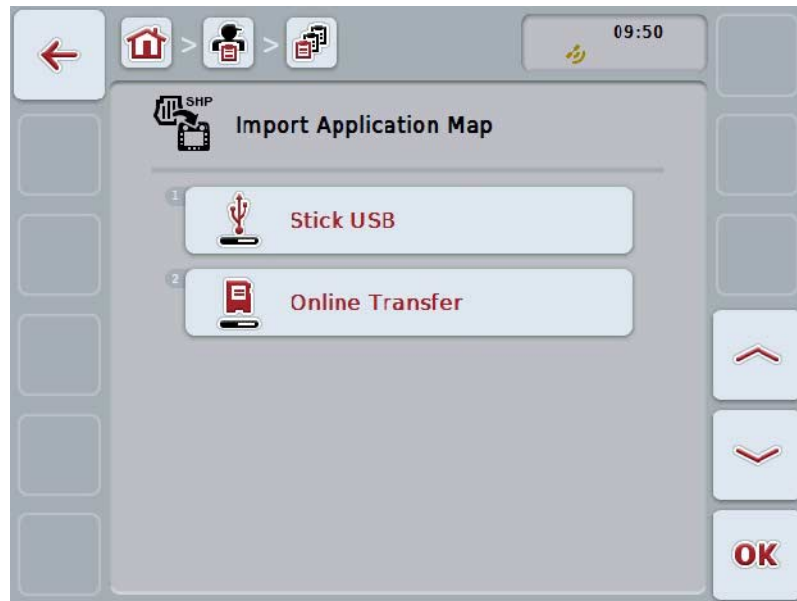 09:50
SHP
Import Application Map
1
Stick USB
2
Online Transfer
OK